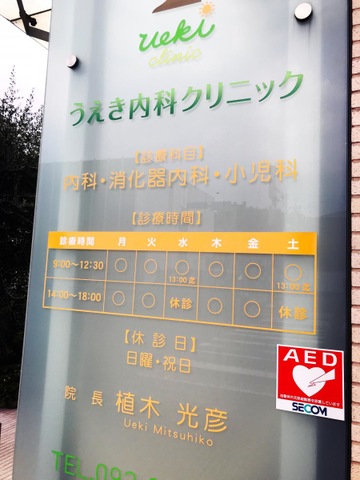 ueki
clinic
うえき内科クリニック
【診療科目】
内科・消化器内科・小児科
【診療時間】
診療時間 月 火 水 木 金 土
9:00〜12:30 ○ ○ ○ ○ ○ ○
13:00迄 13:00迄
14:00〜18:00 ○ ○ 休診 ○ ○ 休診
【休診日】
日曜・祝日
院長 植木 光彦
Ueki Mitsuhiko
TEL.092
AED
SECOM